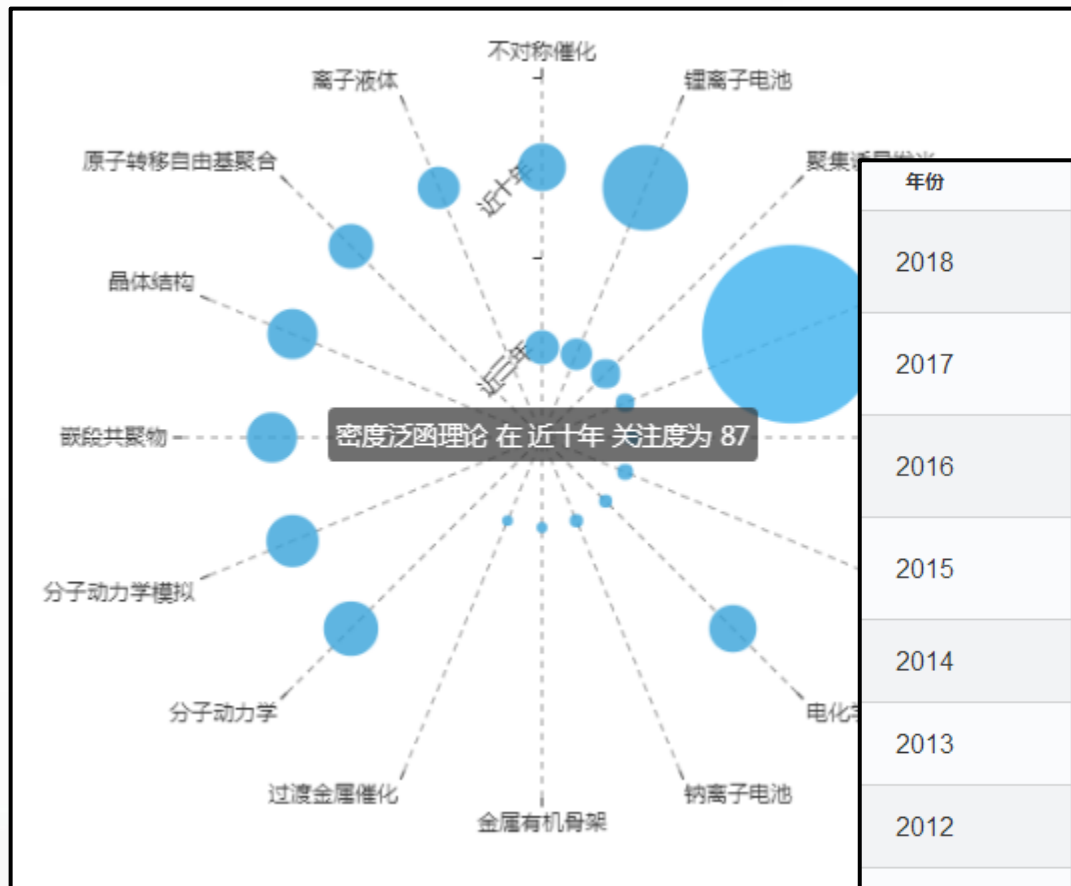 不对称催化
离子液体
锂离子电池
原子转移自由基聚合
近十年
年份
2018
晶体结构
2017
近三年
嵌段共聚物
密度泛函理论 在 近十年 关注度为 87
2016
分子动力学模拟
2015
2014
分子动力学
2013
过渡金属催化
钠离子电池
金属有机骨架
2012